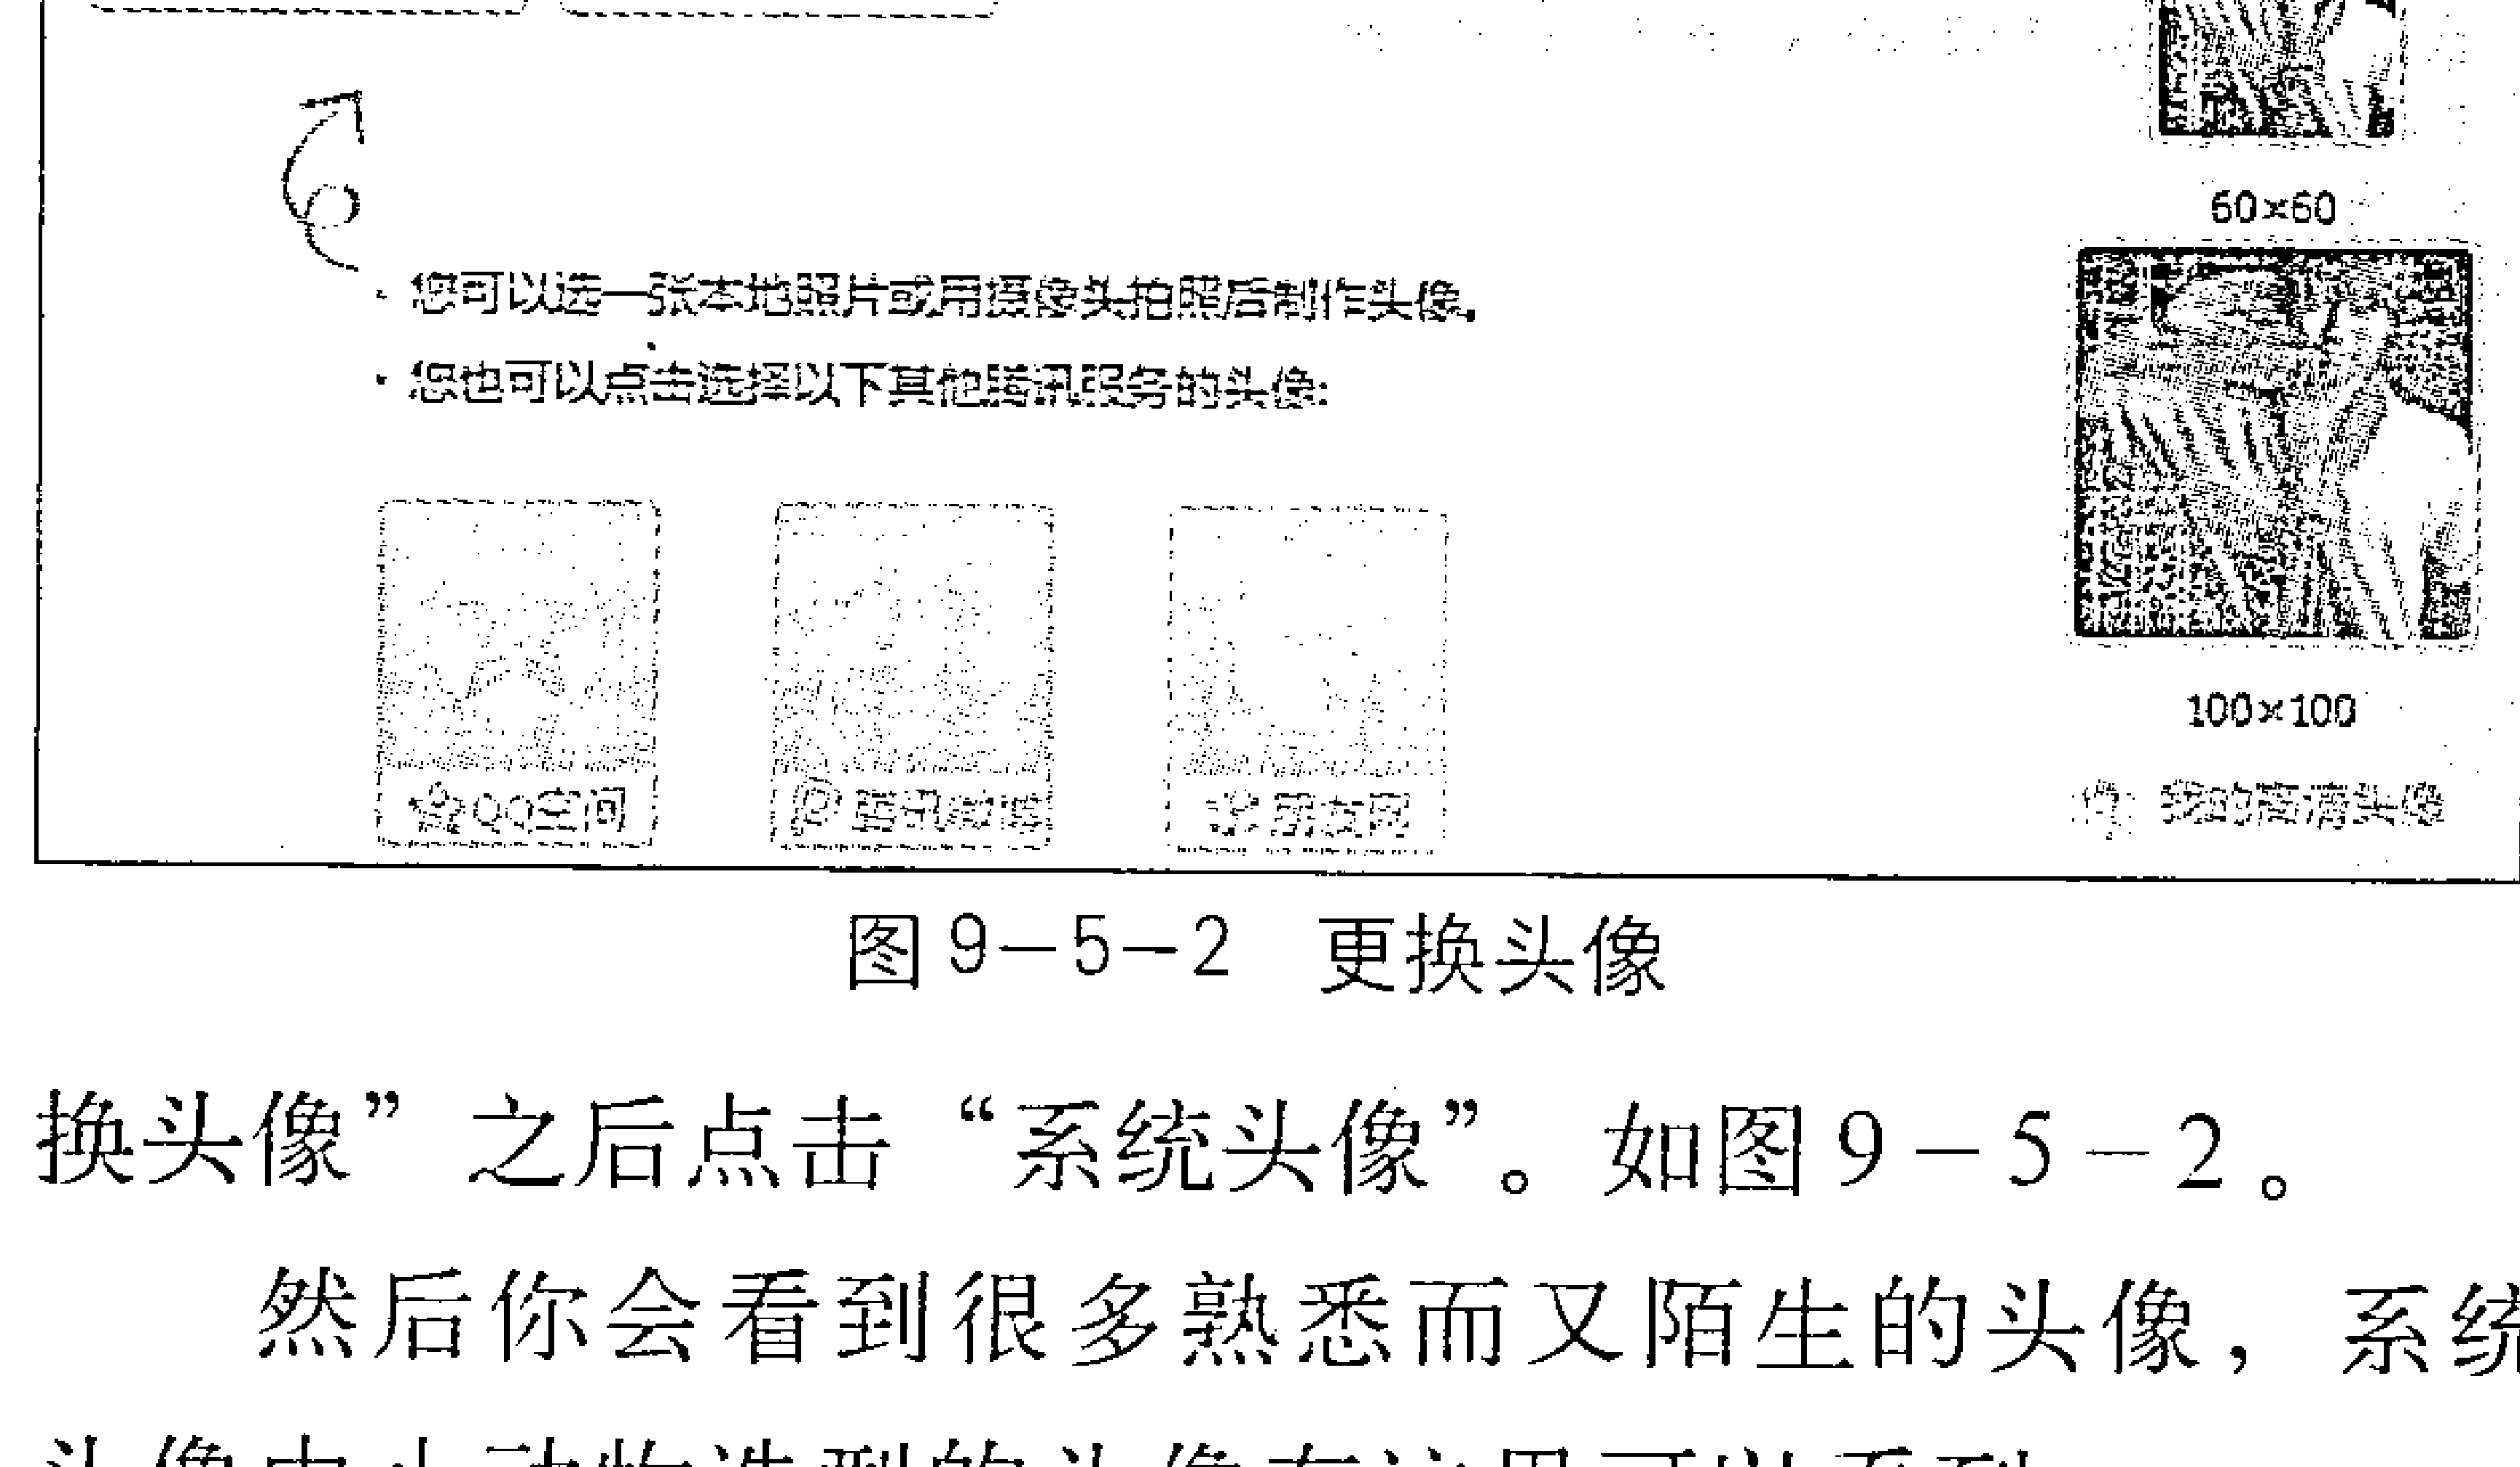 60×60
· 您可以选一张本地照片或用摄像头拍照后制作头像。
· 您也可以点击选择以下其他腾讯服务的头像:
100×100
QQ空间
腾讯微博
朋友网
我的高清头像
图9-5-2 更换头像
换头像”之后点击“系统头像”。如图9-5-2。
然后你会看到很多熟悉而又陌生的头像，系统